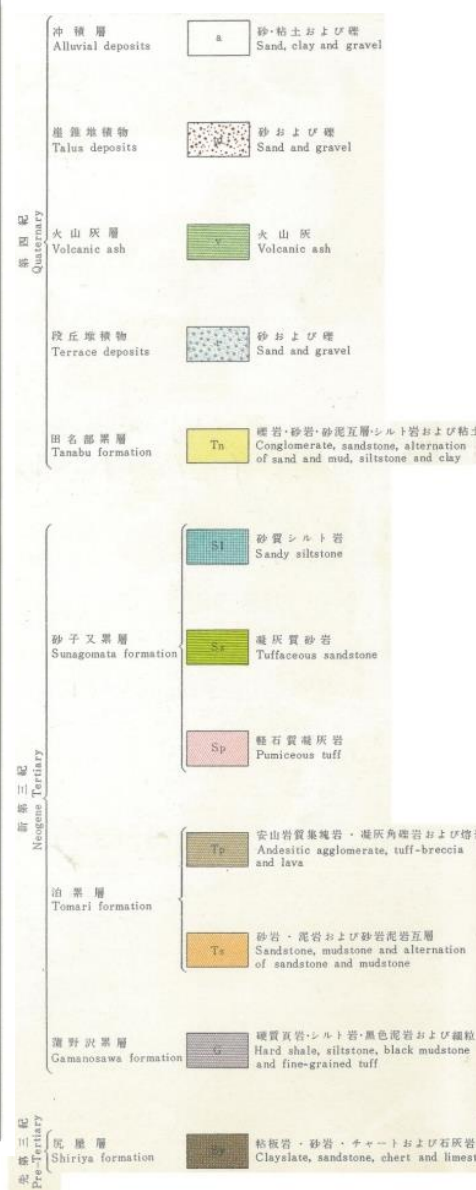 第四紀
Quaternary
沖積層
Alluvial deposits
a
砂・粘土および礫
Sand, clay and gravel
崖錐堆積物
Talus deposits
砂および礫
Sand and gravel
火山灰層
Volcanic ash
v
火山灰
Volcanic ash
段丘堆積物
Terrace deposits
t
砂および礫
Sand and gravel
田名部累層
Tanabu formation
Tn
礫岩・砂岩・砂泥互層・シルト岩および粘土
Conglomerate, sandstone, alternation
of sand and mud, siltstone and clay
新第三紀
Neogene Tertiary
砂子又累層
Sunagomata formation
Sl
砂質シルト岩
Sandy siltstone
Ss
凝灰質砂岩
Tuffaceous sandstone
Sp
軽石質凝灰岩
Pumiceous tuff
泊累層
Tomari formation
Tp
安山岩質集塊岩・凝灰角礫岩および
Andesitic agglomerate, tuff-breccia
and lava
Ts
砂岩・泥岩および砂岩泥岩互層
Sandstone, mudstone and alternation
of sandstone and mudstone
蒲野沢累層
Gamanosawa formation
G
硬質頁岩・シルト岩・黒色泥岩および細粒
Hard shale, siltstone, black mudstone
and fine-grained tuff
先第三紀
Pre-Tertiary
尻屋層
Shiriya formation
粘板岩・砂岩・チャートおよび石灰岩
Clayslate, sandstone, chert and limest